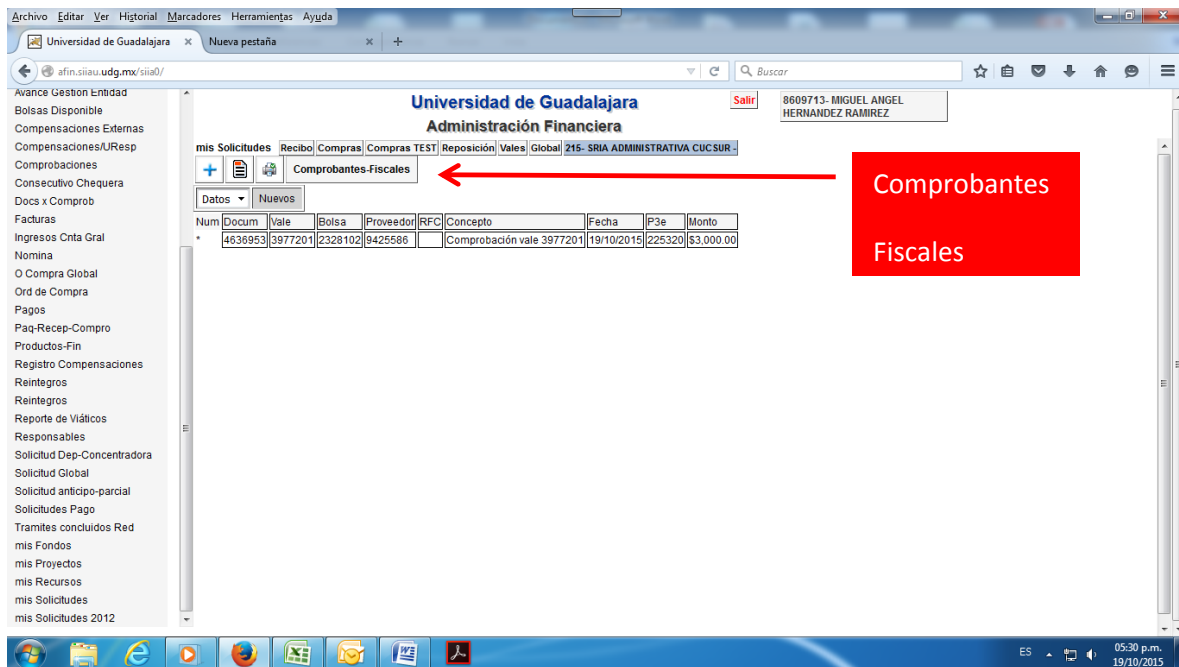 Archivo Editar Ver Historial Marcadores Herramientas Ayuda
Universidad de Guadalajara × Nueva pestaña × +
afin.siiau.udg.mx/siia0/ Buscar
Avance Gestion Entidad
Bolsas Disponible
Compensaciones Externas
Compensaciones/UResp
Comprobaciones
Consecutivo Chequera
Docs x Comprob
Facturas
Ingresos Cnta Gral
Nomina
O Compra Global
Ord de Compra
Pagos
Paq-Recep-Compro
Productos-Fin
Registro Compensaciones
Reintegros
Reintegros
Reporte de Viáticos
Responsables
Solicitud Dep-Concentradora
Solicitud Global
Solicitud anticipo-parcial
Solicitudes Pago
Tramites concluidos Red
mis Fondos
mis Proyectos
mis Recursos
mis Solicitudes
mis Solicitudes 2012
Universidad de Guadalajara
Administración Financiera
Salir
8609713- MIGUEL ANGEL
HERNANDEZ RAMIREZ
mis Solicitudes Recibo Compras Compras TEST Reposición Vales Global 215- SRIA ADMINISTRATIVA CUCSUR -
+ Comprobantes-Fiscales
Datos Nuevos
Num Docum Vale Bolsa Proveedor RFC Concepto Fecha P3e Monto
* 4636953 3977201 2328102 9425586 Comprobación vale 3977201 19/10/2015 225320 $3,000.00
Comprobantes
Fiscales
ES 05:30 p.m.
19/10/2015